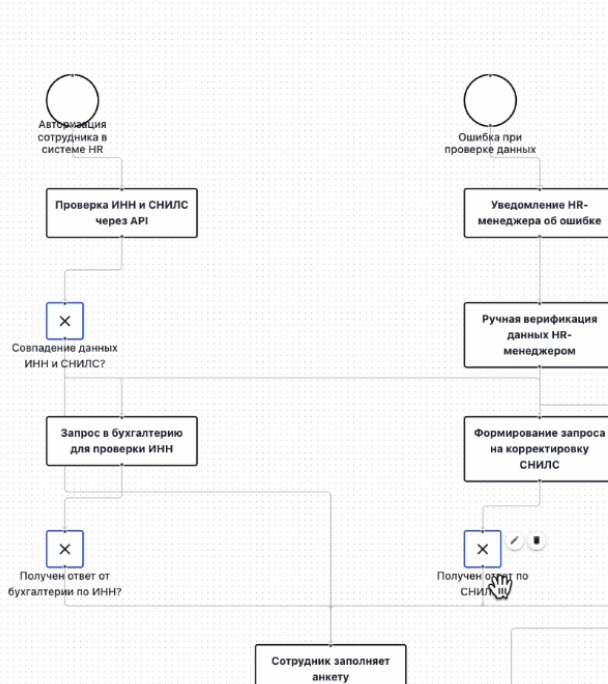 Авторизация
сотрудника в
системе HR
Ошибка при
проверке данных
Проверка ИНН и СНИЛС
через API
Уведомление HR-
менеджера об ошибке
Совпадение данных
ИНН и СНИЛС?
Ручная верификация
данных HR-
менеджером
Запрос в бухгалтерию
для проверки ИНН
Формирование запроса
на корректировку
СНИЛС
Получен ответ от
бухгалтерии по ИНН?
Получен ответ по
Сотрудник заполняет
анкету